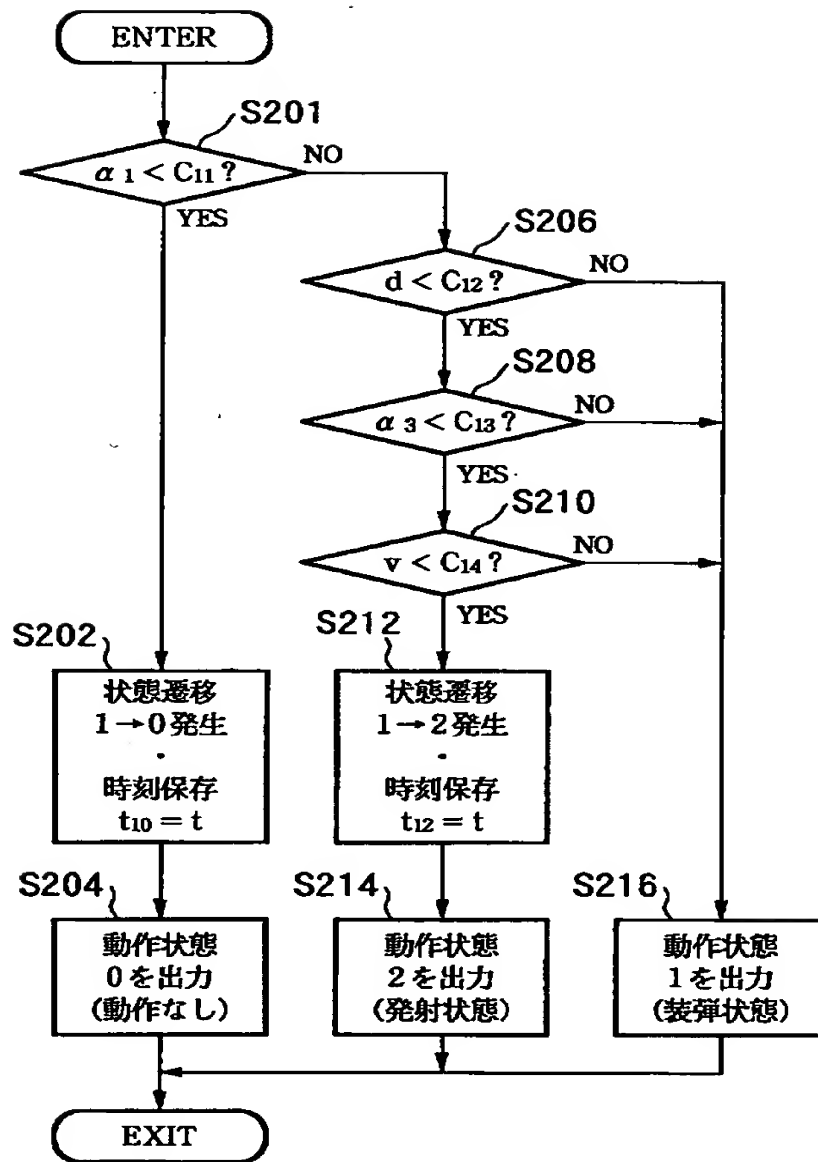 ENTER
S201
α1 < C11 ?
NO
YES
S206
d < C12 ?
NO
YES
S208
α3 < C13 ?
NO
YES
S210
v < C14 ?
NO
YES
S202
状態遷移
1→0発生
・
時刻保存
t10 = t
S212
状態遷移
1→2発生
・
時刻保存
t12 = t
S204
動作状態
0を出力
(動作なし)
S214
動作状態
2を出力
(発射状態)
S216
動作状態
1を出力
(装弾状態)
EXIT